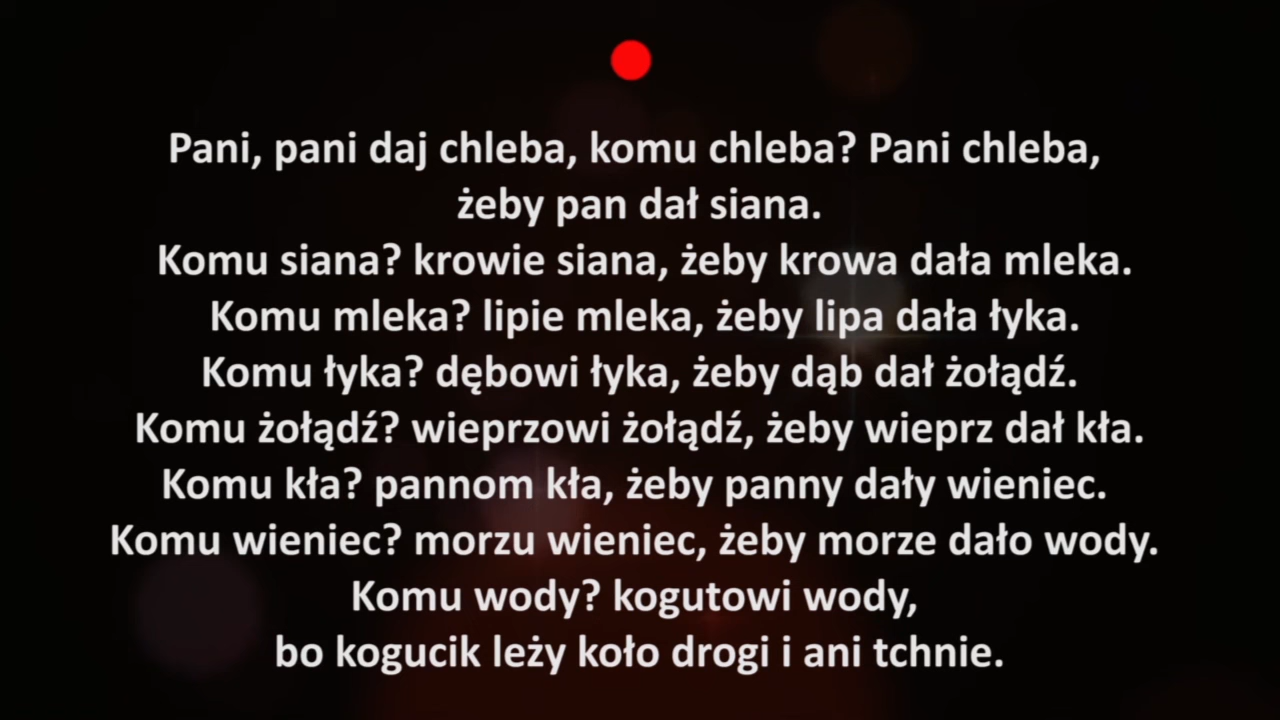 Pani, pani daj chleba, komu chleba? Pani chleba,
żeby pan dał siana.
Komu siana? krowie siana, żeby krowa dała mleka.
Komu mleka? lipie mleka, żeby lipa dała łyka.
Komu łyka? dębowi łyka, żeby dąb dał żołądź.
Komu żołądź? wieprzowi żołądź, żeby wieprz dał kła.
Komu kła? pannom kła, żeby panny dały wieniec.
Komu wieniec? morzu wieniec, żeby morze dało wody.
Komu wody? kogutowi wody,
bo kogucik leży koło drogi i ani tchnie.